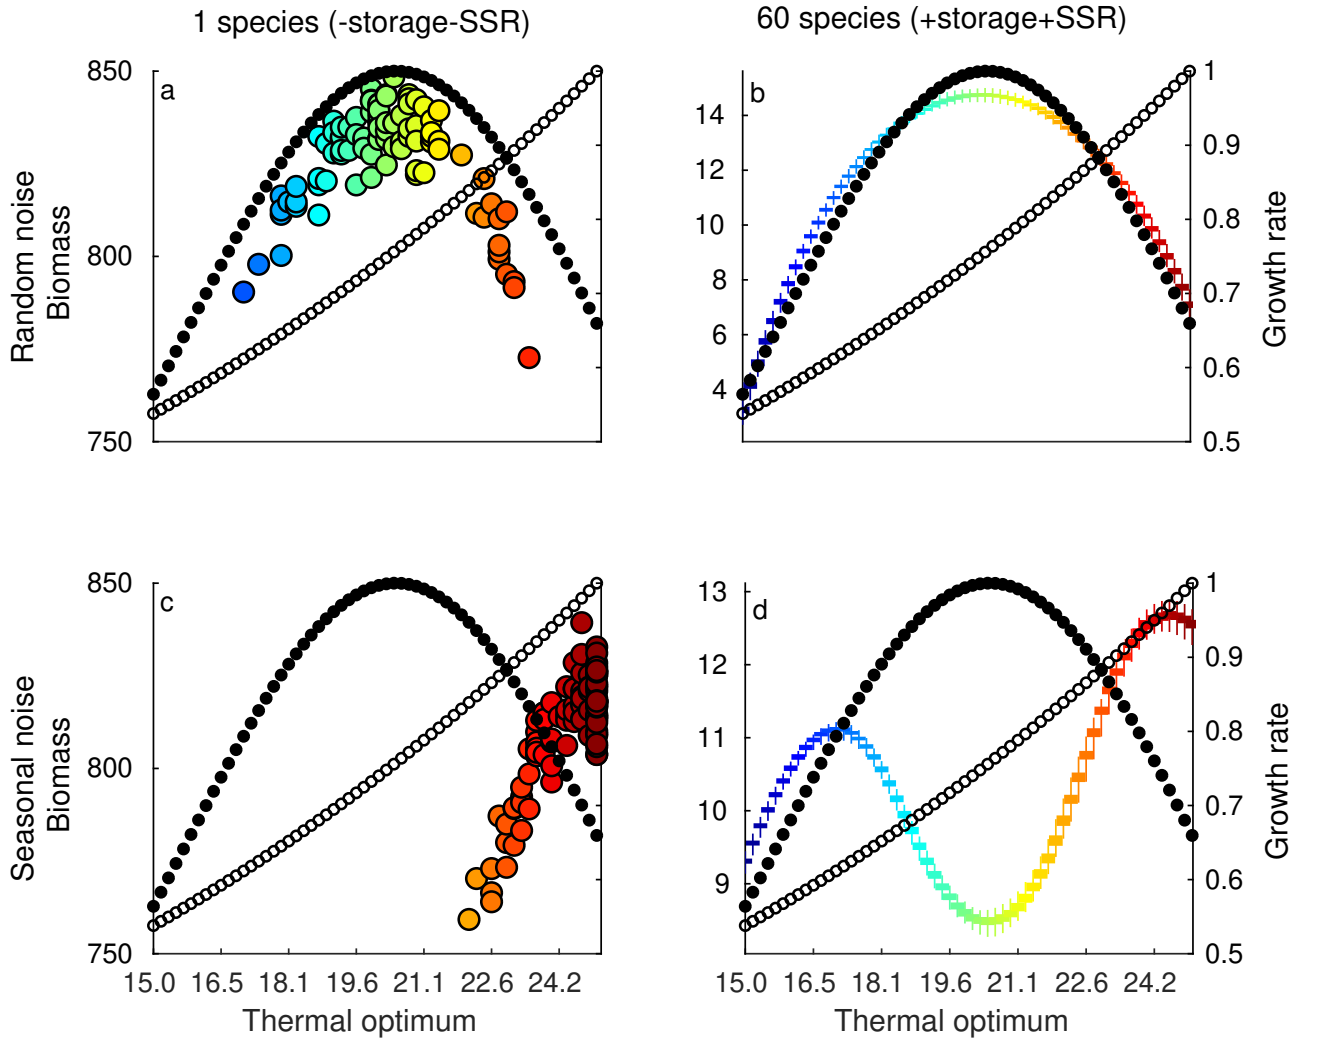 1 species (-storage-SSR)
60 species (+storage+SSR)
a
850
800
750
Random noise
Biomass
b
14
12
10
8
6
4
1
0.9
0.8
0.7
0.6
0.5
Growth rate
c
850
800
750
Seasonal noise
Biomass
15.0 16.5 18.1 19.6 21.1 22.6 24.2
Thermal optimum
d
13
12
11
10
9
1
0.9
0.8
0.7
0.6
0.5
Growth rate
15.0 16.5 18.1 19.6 21.1 22.6 24.2
Thermal optimum